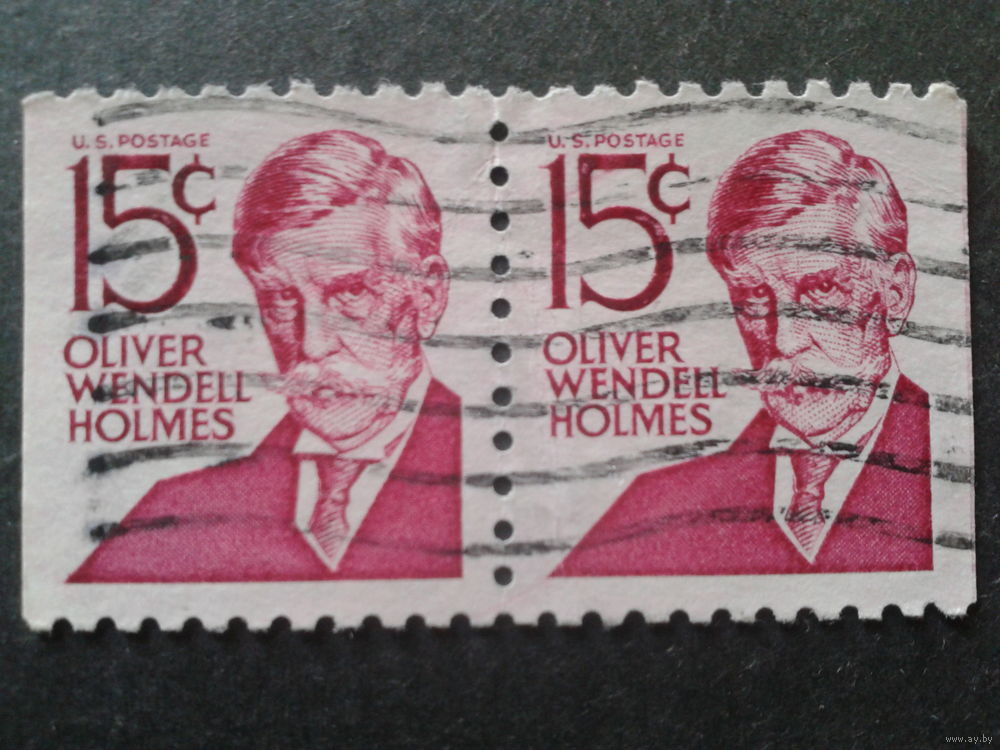 U.S. POSTAGE
15¢
OLIVER
WENDELL
HOLMES
U.S. POSTAGE
15¢
OLIVER
WENDELL
HOLMES
www.ay.by